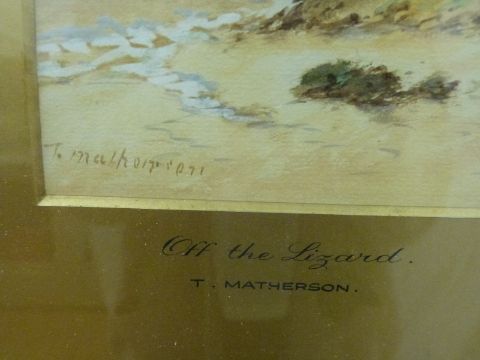 T. Matherson
Off the Lizard.
T. MATHERSON.